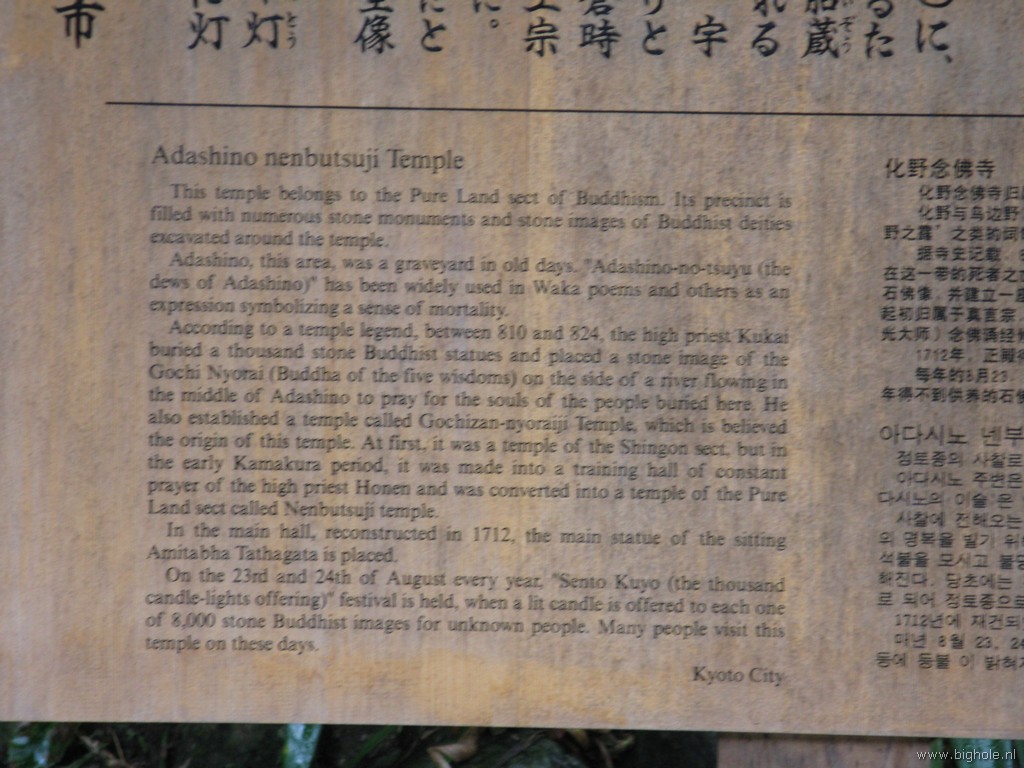 市
灯
灯
とう
像
たと
に。
宗
倉時
りと
宇
れる
蔵
ぞう
るた
に、
Adashino nenbutsuji Temple
This temple belongs to the Pure Land sect of Buddhism. Its precinct is
filled with numerous stone monuments and stone images of Buddhist deities
excavated around the temple.
Adashino, this area, was a graveyard in old days. "Adashino-no-tsuyu (the
dews of Adashino)" has been widely used in Waka poems and others as an
expression symbolizing a sense of mortality.
According to a temple legend, between 810 and 824, the high priest Kukai
buried a thousand stone Buddhist statues and placed a stone image of the
Gochi Nyorai (Buddha of the five wisdoms) on the side of a river flowing in
the middle of Adashino to pray for the souls of the people buried here. He
also established a temple called Gochizan-nyoraiji Temple, which is believed
the origin of this temple. At first, it was a temple of the Shingon sect, but in
the early Kamakura period, it was made into a training hall of constant
prayer of the high priest Honen and was converted into a temple of the Pure
Land sect called Nenbutsuji temple.
In the main hall, reconstructed in 1712, the main statue of the sitting
Amitabha Tathagata is placed.
On the 23rd and 24th of August every year, "Sento Kuyo (the thousand
candle-lights offering)" festival is held, when a lit candle is offered to each one
of 8,000 stone Buddhist images for unknown people. Many people visit this
temple on these days.
Kyoto City
化野念佛寺
化野念佛寺归
化野与鸟边野
野之露”之类的词
据寺史记载，
在这一带的死者之
石佛像，并建立一
起初归属于真言宗，
光大师）念佛诵经
1712年，正殿
每年的8月23、
年得不到供养的石
아다시노 넨부
정토종의 사찰로
아다시노 주변은
다시노의 이슬'은
사찰에 전해오는
의 명복을 빌기 위
석불을 모시고 불당
해진다. 당초에는
로 되어 정토종으로
1712년에 재건되
매년 8월 23, 24
동에 등불 이 밝혀
www.bighole.nl